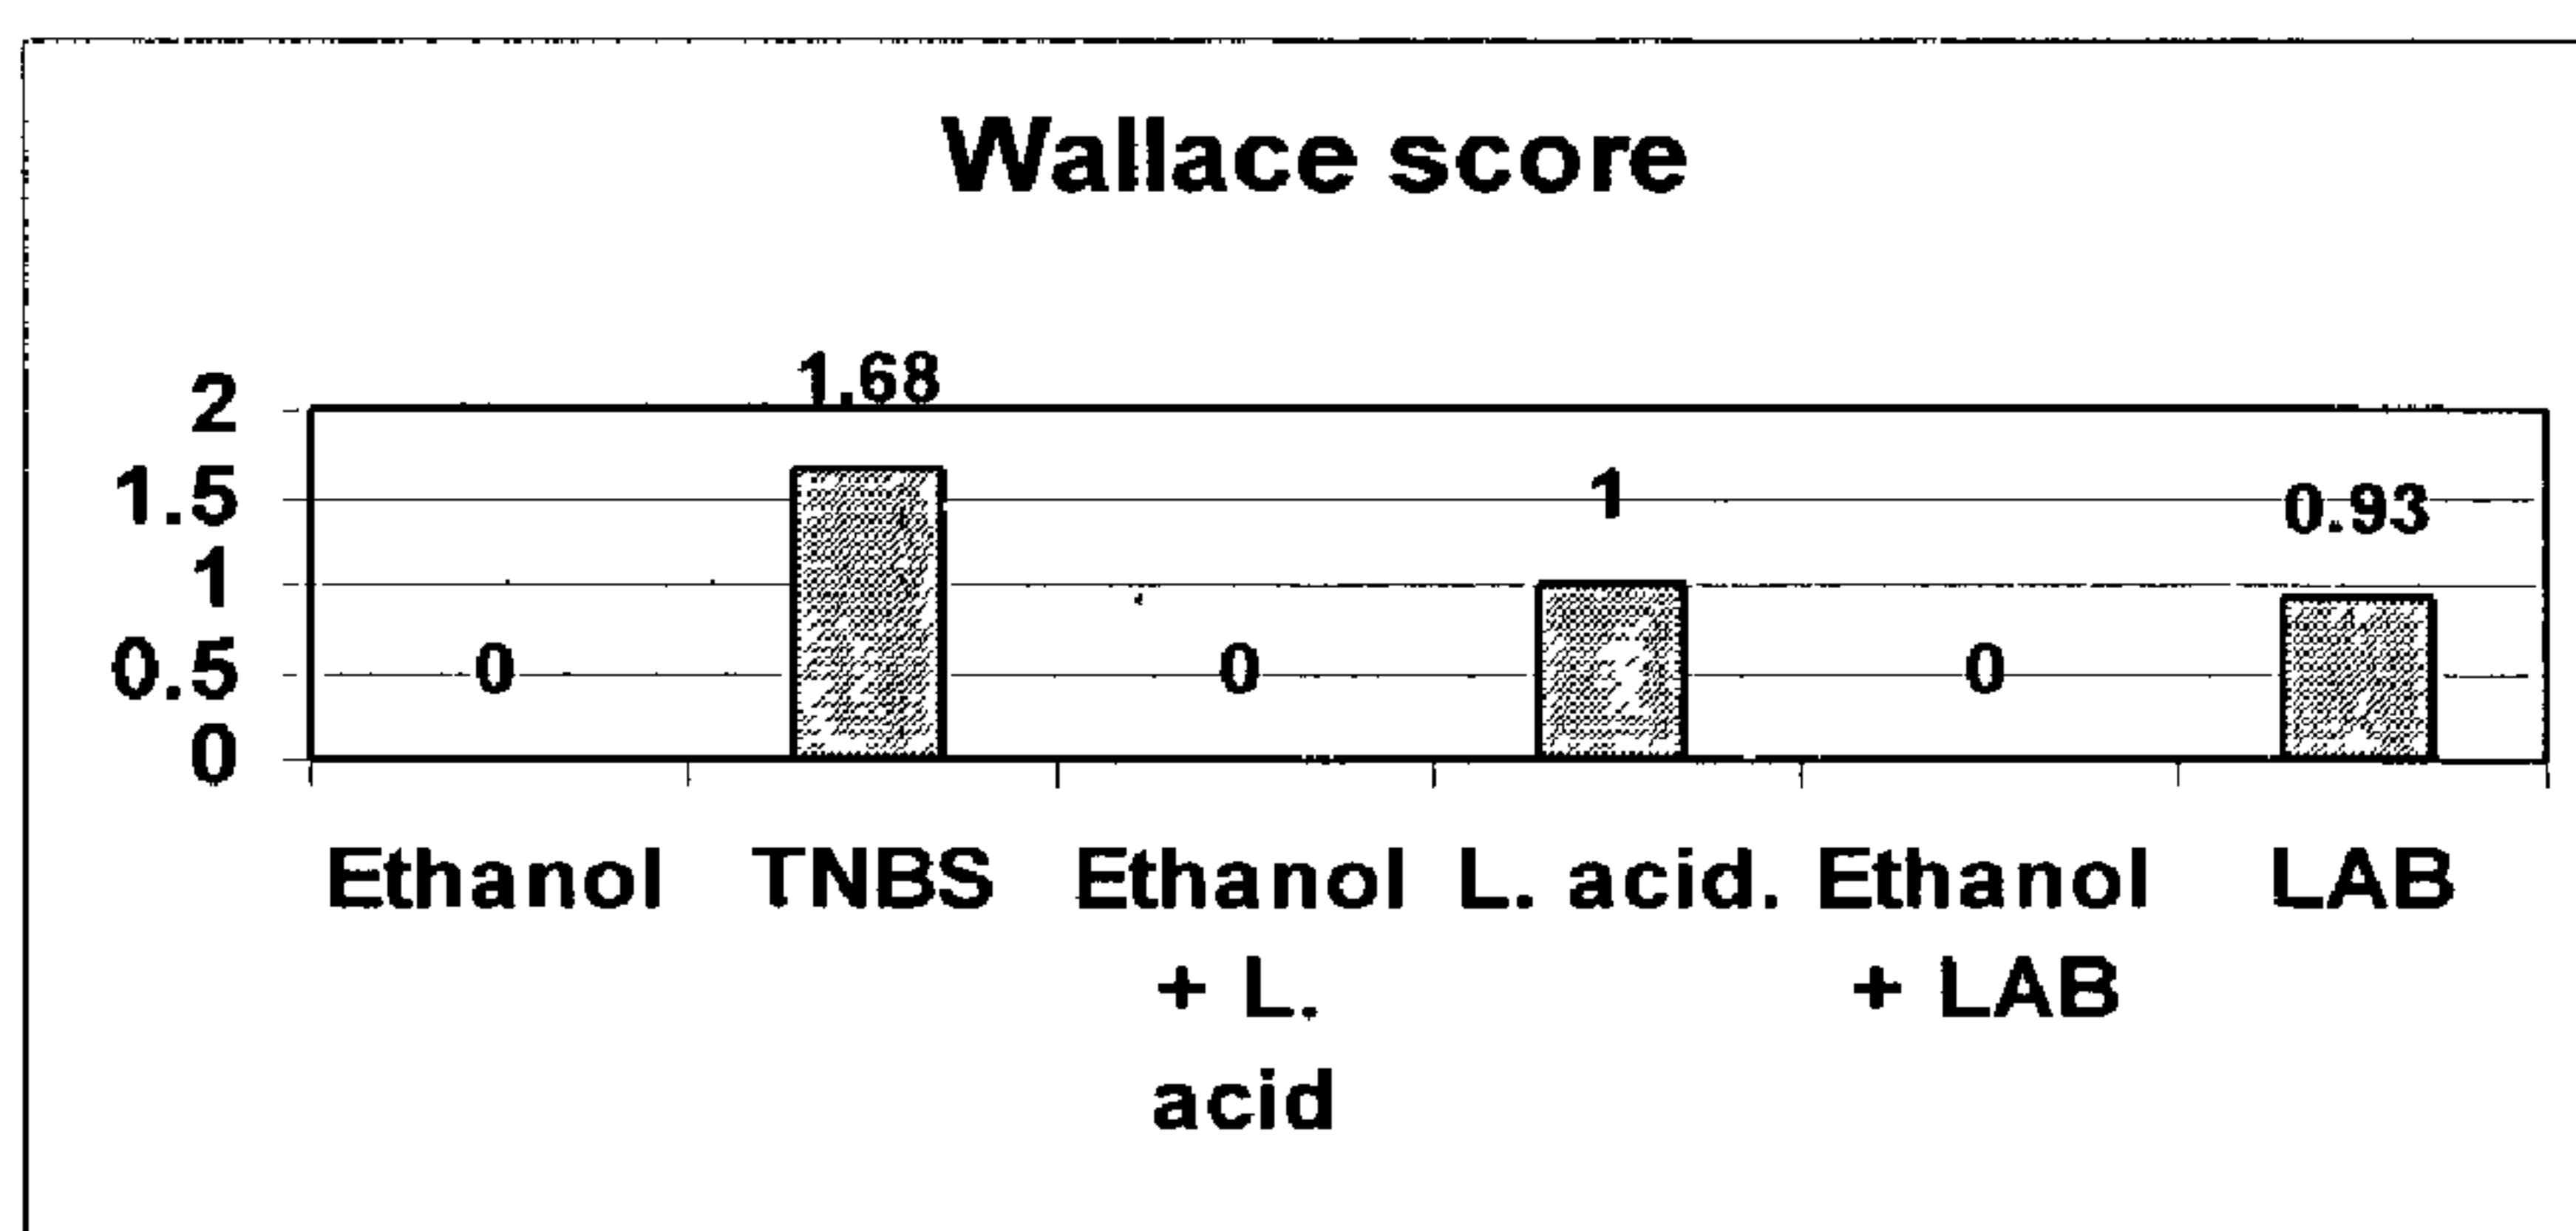 Wallace score
2
1.5
1
0.5
0
0
1.68
0
1
0
0.93
Ethanol TNBS Ethanol L. acid. Ethanol LAB
+ L. + LAB
acid